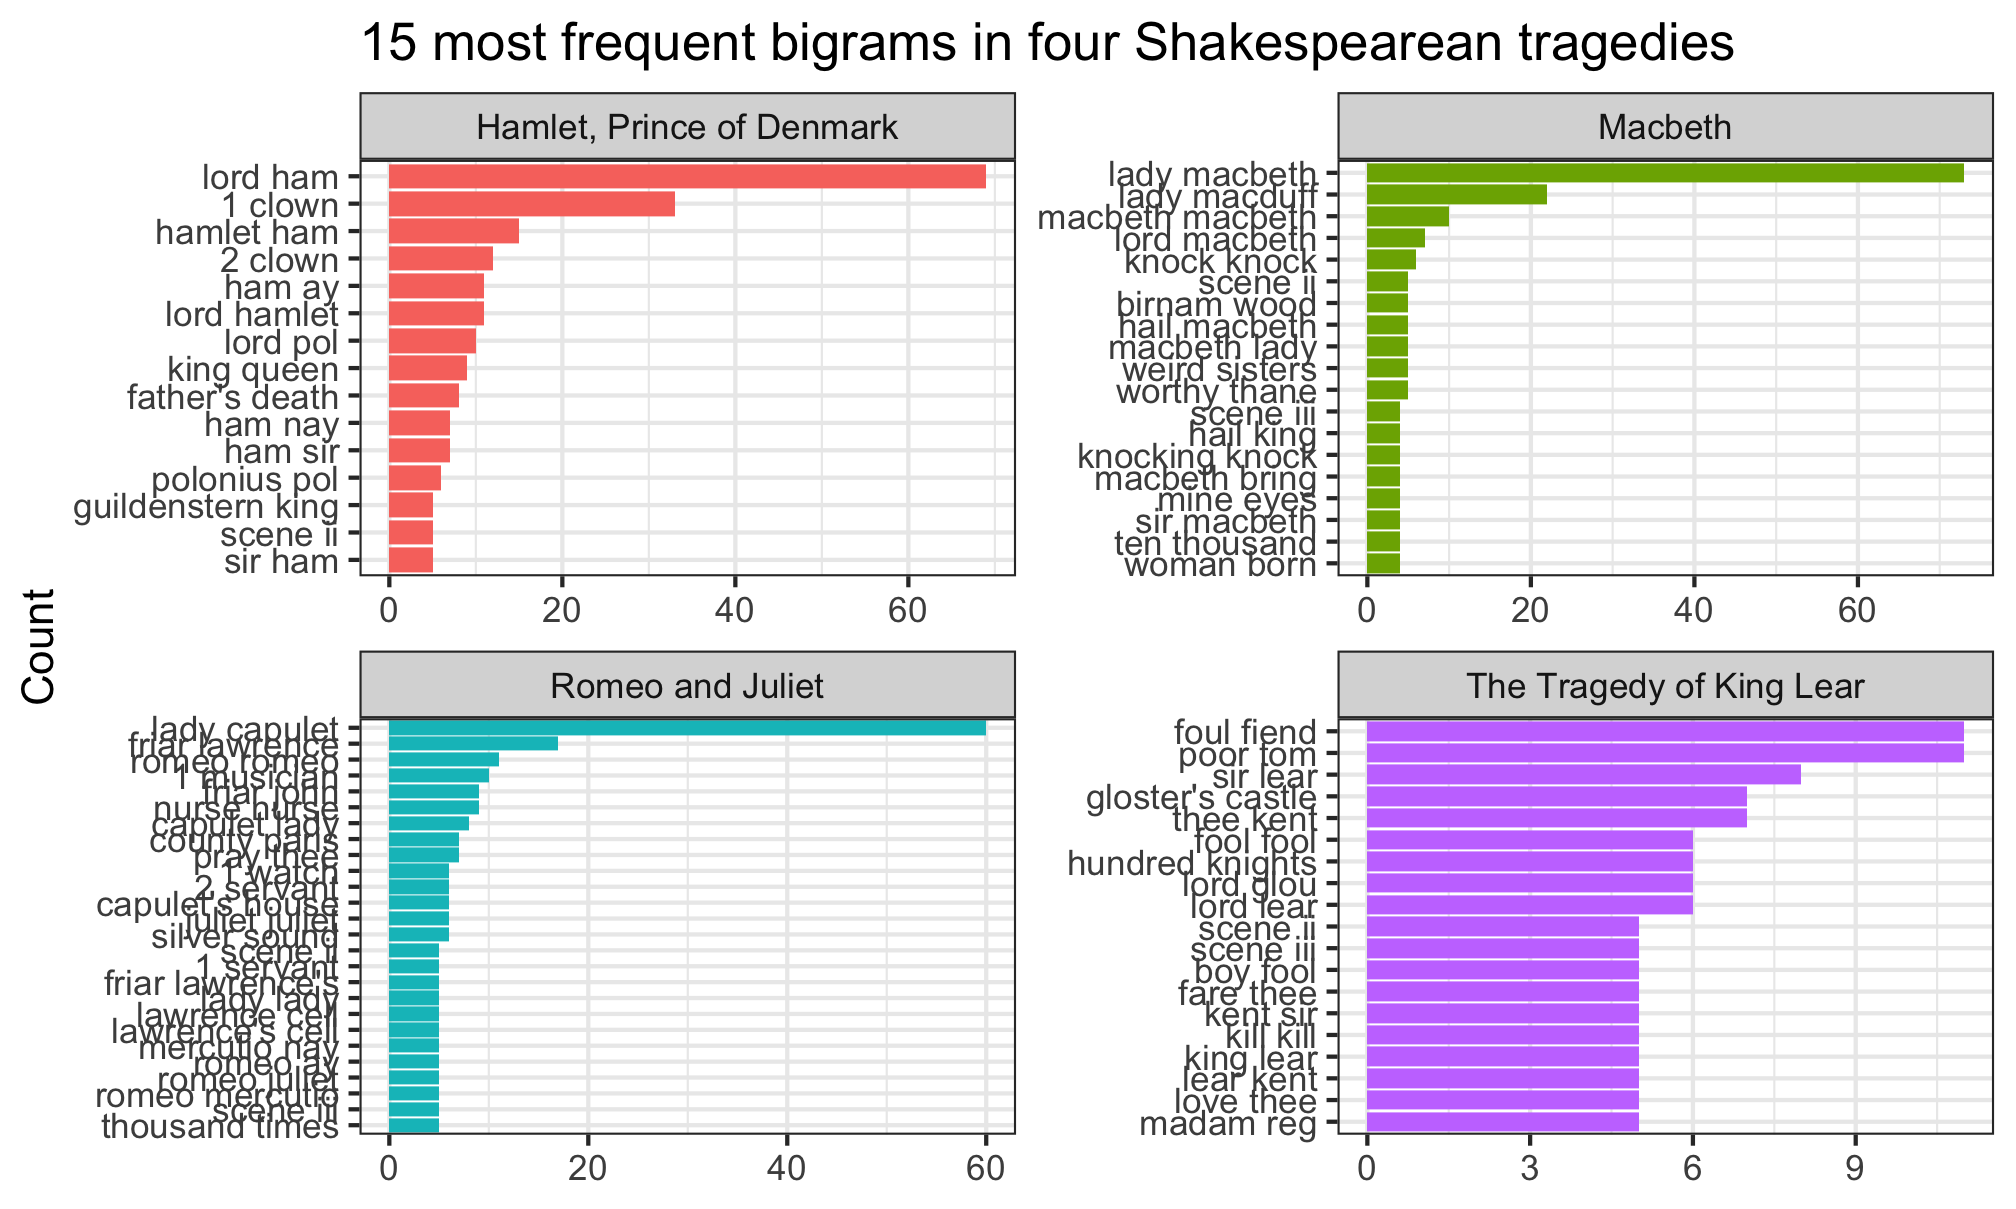 15 most frequent bigrams in four Shakespearean tragedies
Count
Hamlet, Prince of Denmark
lord ham
1 clown
hamlet ham
2 clown
ham ay
lord hamlet
lord pol
king queen
father's death
ham nay
ham sir
polonius pol
guildenstern king
scene ii
sir ham
0 20 40 60
Macbeth
lady macbeth
lady macduff
macbeth macbeth
lord macbeth
knock knock
scene ii
birnam wood
hail macbeth
macbeth lady
weird sisters
worthy thane
scene iii
hail king
knocking knock
macbeth bring
mine eyes
sir macbeth
ten thousand
woman born
0 20 40 60
Romeo and Juliet
lady capulet
friar lawrence
romeo romeo
1 musician
friar john
nurse nurse
capulet lady
county paris
pray thee
1 watch
2 servant
capulet's house
juliet juliet
silver sound
scene ii
1 servant
friar lawrence's
lady lady
lawrence cell
lawrence's cell
mercutio nay
romeo ay
romeo juliet
romeo mercutio
scene iii
thousand times
0 20 40 60
The Tragedy of King Lear
foul fiend
poor tom
sir lear
gloster's castle
thee kent
fool fool
hundred knights
lord glou
lord lear
scene ii
scene iii
boy fool
fare thee
kent sir
kill kill
king lear
lear kent
love thee
madam reg
0 3 6 9